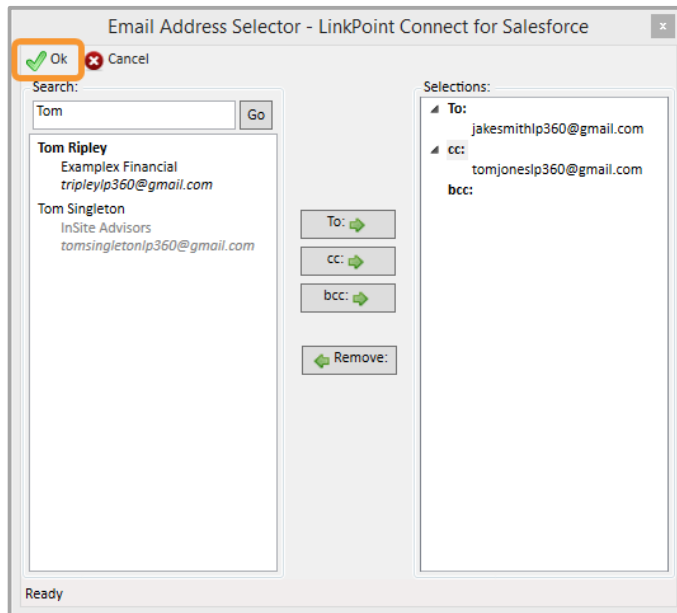 Email Address Selector - LinkPoint Connect for Salesforce
x
Ok Cancel
Search:
Tom
Go
Tom Ripley
Examplex Financial
tripleylp360@gmail.com
Tom Singleton
InSite Advisors
tomsingletonlp360@gmail.com
To:
cc:
bcc:
Remove:
Selections:
To:
jakesmithlp360@gmail.com
cc:
tomjoneslp360@gmail.com
bcc:
Ready